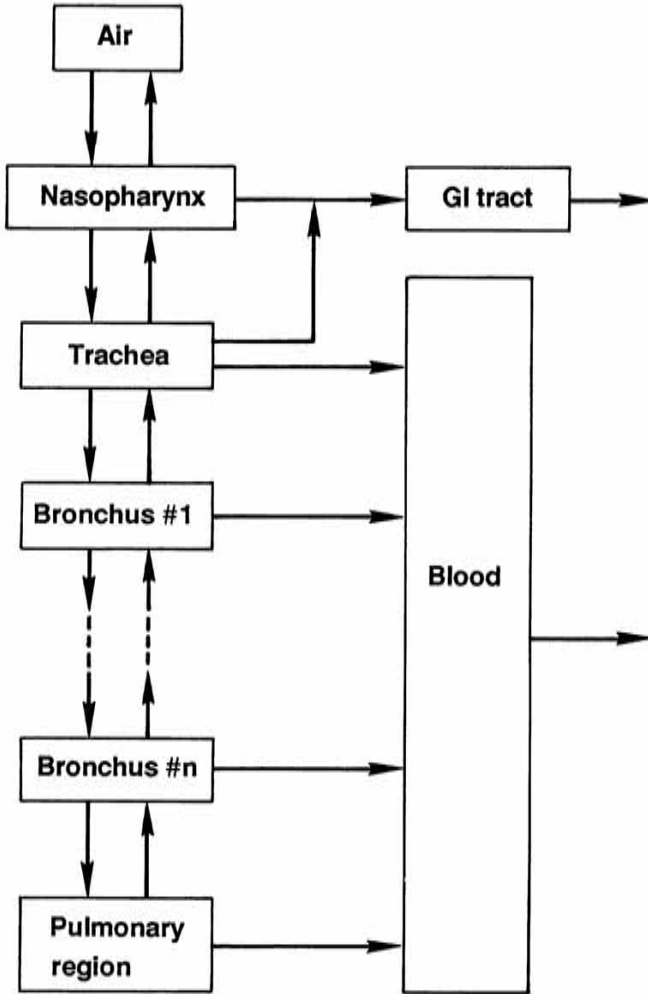 Air
Nasopharynx
GI tract
Trachea
Bronchus #1
Blood
Bronchus #n
Pulmonary
region